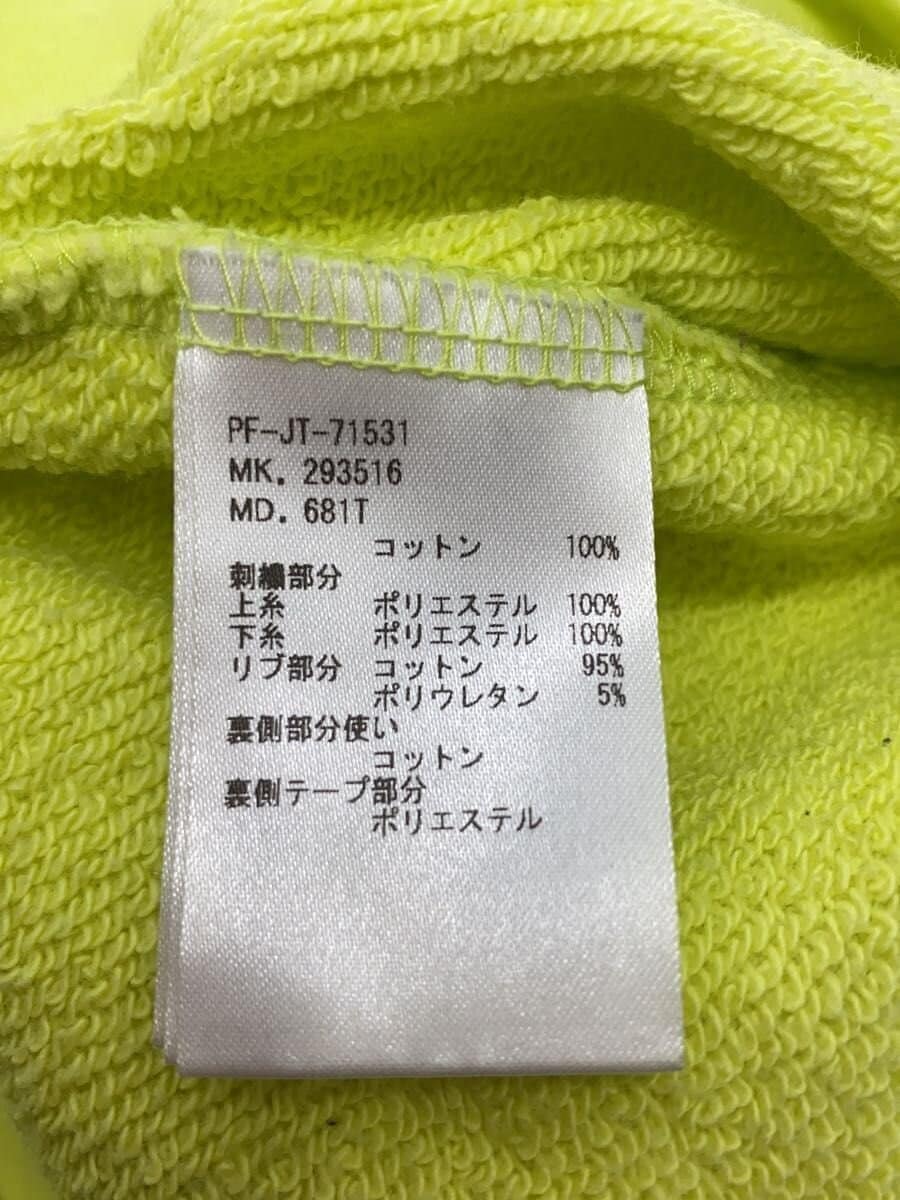 PF-JT-71531
MK. 293516
MD. 681T
コットン 100%
刺繍部分
上糸 ポリエステル 100%
下糸 ポリエステル 100%
リブ部分 コットン 95%
ポリウレタン 5%
裏側部分使い
コットン
裏側テープ部分
ポリエステル